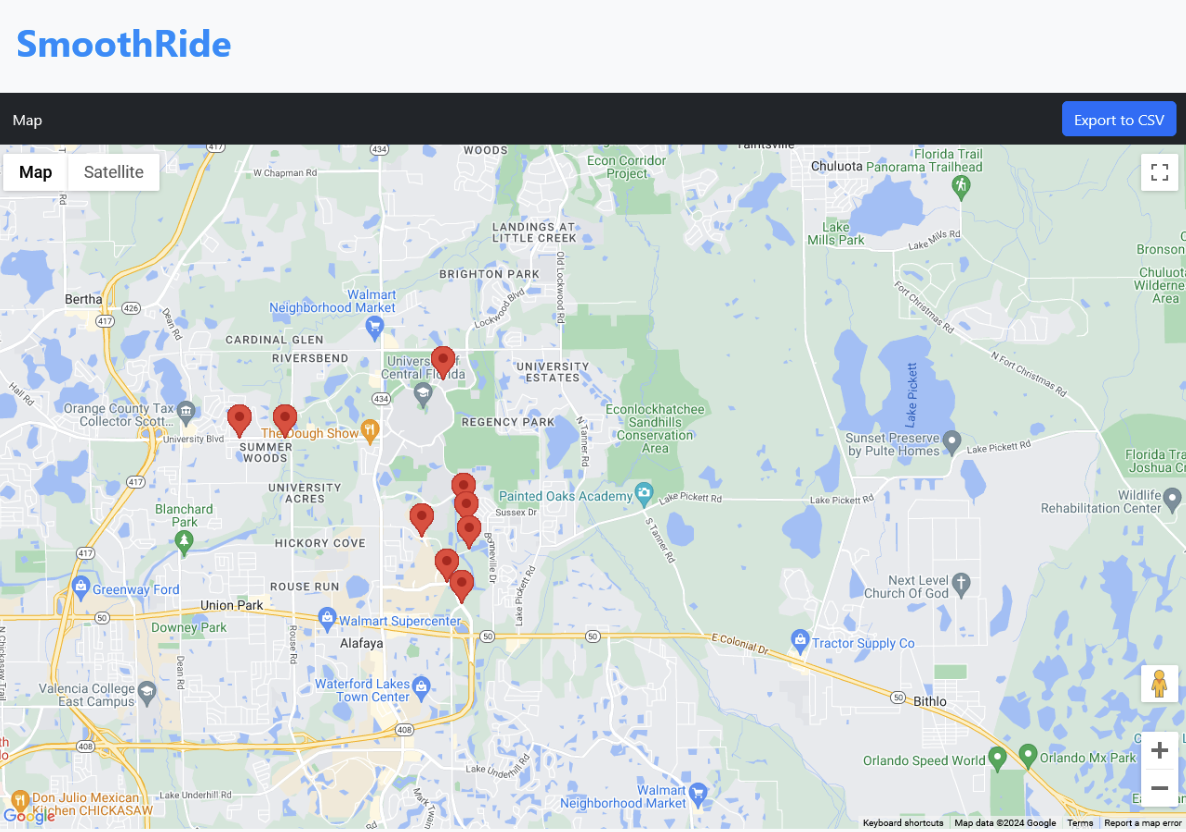 SmoothRide
Map
Export to CSV
Map
Satellite
417
434
WOODS
Econ Corridor
Project
Chuluota
Florida Trail
Panorama Trailhead
W Chapman Rd
Rd
LANDINGS AT
LITTLE CREEK
Lake
Mills Park
Lake Mills Rd
C
Bronson
Chuluota
Wilderne
Area
BRIGHTON PARK
Old Lockwood Rd
Lockwood Blvd
Fort Christmas Rd
N Fort Christmas Rd
Bertha
426
417
Dean Rd
Walmart
Neighborhood Market
CARDINAL GLEN
RIVERSBEND
Central Florida
UNIVERSITY
ESTATES
Lake Pickett
Hall Rd
434
Orange County Tax
Collector Scott...
University Blvd
The Dough Show
SUMMER
WOODS
REGENCY PARK
N Tanner Rd
Econlockhatchee
Sandhills
Conservation
Area
Sunset Preserve
by Pulte Homes
Lake Pickett Rd
Florida Tra
Joshua C
417
UNIVERSITY
ACRES
Painted Oaks Academy
Lake Pickett Rd
Lake Pickett Rd
Wildlife
Rehabilitation Center
Blanchard
Park
Sussex Dr
S Tanner Rd
HICKORY COVE
Bonneville Dr
417
Lake Pickett Rd
Greenway Ford
ROUSE RUN
Next Level
Church Of God
50
Union Park
Walmart Supercenter
Downey Park
Rouse Rd
Alafaya
50
50
E Colonial Dr
Tractor Supply Co
N Chickasaw Trail
Dean Rd
Valencia College
East Campus
Waterford Lakes
Town Center
50
Bithlo
408
408
Lake Underhill Rd
Orlando Speed World
Orlando Mx Park
Don Julio Mexican
Kitchen CHICKASAW
Lake Underhill Rd
Walmart
Neighborhood Market
Google
Keyboard shortcuts
Map data ©2024 Google
Terms
Report a map error